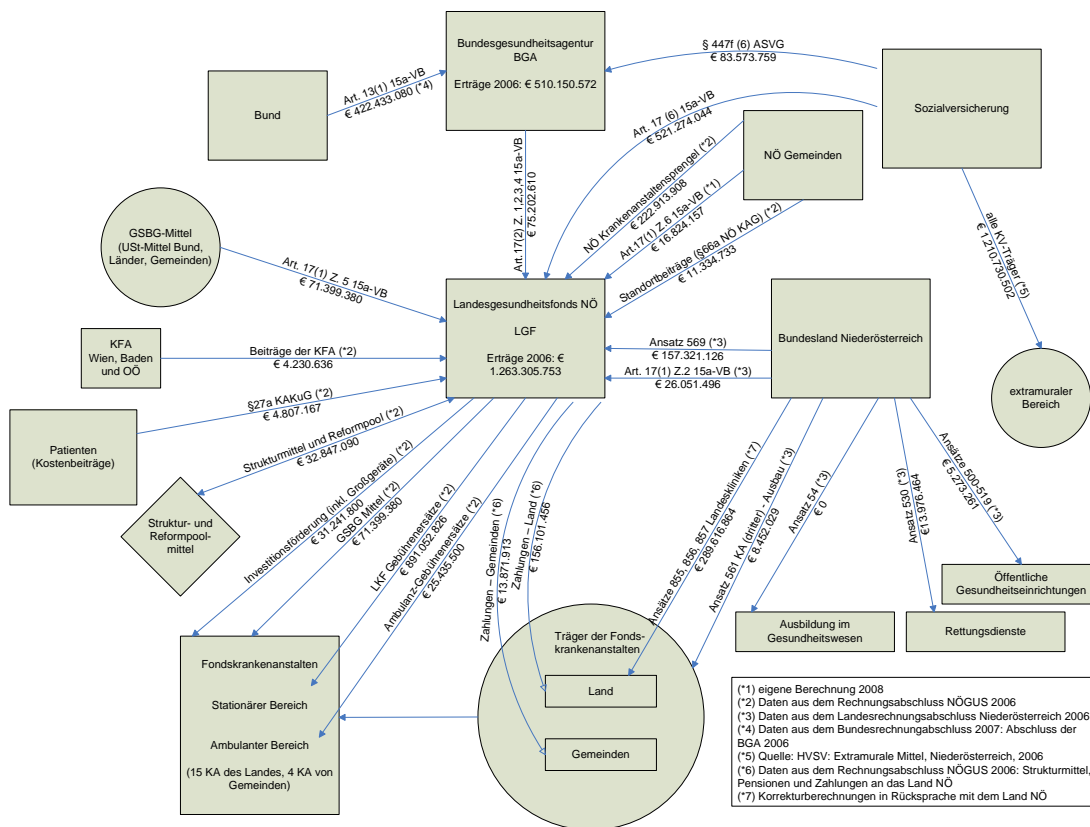 Bundesgesundheitsagentur
BGA
Erträge 2006: € 510.150.572
Bund
Art. 13(1) 15a-VB
€ 422.433.080 (*4)
§ 447f (6) ASVG
€ 83.573.759
Sozialversicherung
Art. 17 (6) 15a-VB
€ 521.274.044
NÖ Gemeinden
NÖ Krankenanstaltensprengel (*2)
€ 222.913.908
Art.17(1) Z.6 15a-VB (*1)
€ 16.824.157
Standortbeiträge (§66a NÖ KAG) (*2)
€ 11.334.733
Art.17(2) Z. 1,2,3,4 15a-VB
€ 75.202.610
alle KV-Träger (*5)
€ 1.210.730.502
GSBG-Mittel
(USt-Mittel Bund,
Länder, Gemeinden)
Art. 17(1) Z. 5 15a-VB
€ 71.399.380
Landesgesundheitsfonds NÖ
LGF
Erträge 2006: €
1.263.305.753
Bundesland Niederösterreich
Ansatz 569 (*3)
€ 157.321.126
Art. 17(1) Z.2 15a-VB (*3)
€ 26.051.496
KFA
Wien, Baden
und OÖ
Beiträge der KFA (*2)
€ 4.230.636
extramuraler
Bereich
Patienten
(Kostenbeiträge)
§27a KAKuG (*2)
€ 4.807.167
Strukturmittel und Reformpool (*2)
€ 32.847.090
Struktur- und
Reformpool-
mittel
Investitionsförderung (inkl. Großgeräte) (*2)
€ 31.241.800
GSBG Mittel (*2)
€ 71.399.380
LKF Gebührenersätze (*2)
€ 891.052.826
Ambulanz-Gebührenersätze (*2)
€ 25.435.500
Zahlungen – Gemeinden (*6)
€ 13.871.913
Zahlungen – Land (*6)
€ 156.101.456
Ansätze 855, 856, 857 Landeskliniken (*7)
€ 289.616.864
Ansatz 561 KA (dritter) - Ausbau (*3)
€ 8.452.029
Ansatz 54 (*3)
€ 0
Ansatz 530 (*3)
€13.976.464
Ansätze 500-519 (*3)
€ 5.273.261
Öffentliche
Gesundheitseinrichtungen
Ausbildung im
Gesundheitswesen
Rettungsdienste
Fondskrankenanstalten
Stationärer Bereich
Ambulanter Bereich
(15 KA des Landes, 4 KA von
Gemeinden)
Träger der Fonds-
krankenanstalten
Land
Gemeinden
(*1) eigene Berechnung 2008
(*2) Daten aus dem Rechnungsabschluss NÖGUS 2006
(*3) Daten aus dem Landesrechnungsabschluss Niederösterreich 2006
(*4) Daten aus dem Bundesrechnungabschluss 2007: Abschluss der
BGA 2006
(*5) Quelle: HVSV: Extramurale Mittel, Niederösterreich, 2006
(*6) Daten aus dem Rechnungsabschluss NÖGUS 2006: Strukturmittel,
Pensionen und Zahlungen an das Land NÖ
(*7) Korrekturberechnungen in Rücksprache mit dem Land NÖ